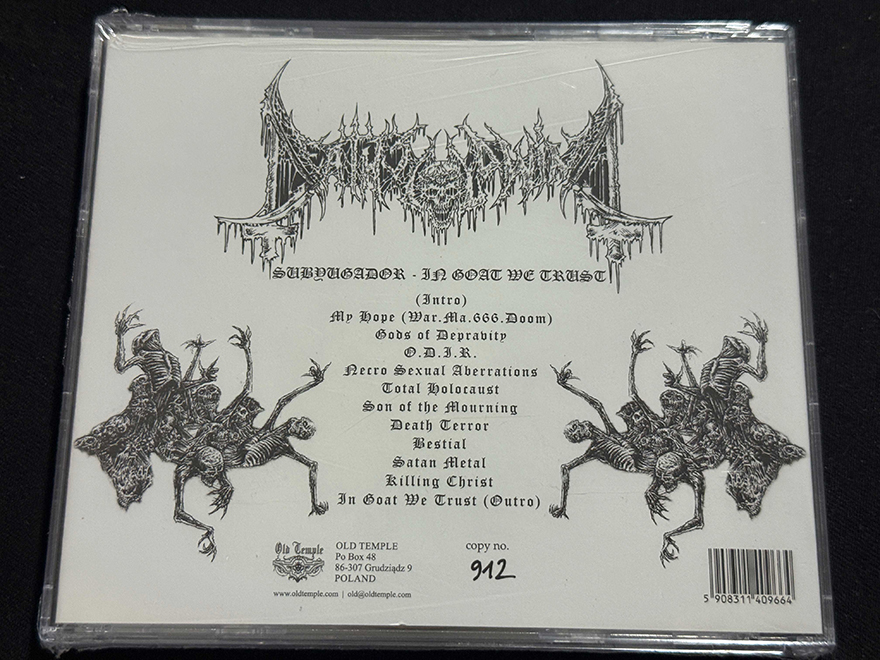 SUBYUGADOR - IN GOAT WE TRUST
(Intro)
My Hope (War.Ma.666.Doom)
Gods of Depravity
O.D.I.R.
Necro Sexual Aberrations
Total Holocaust
Son of the Mourning
Death Terror
Bestial
Satan Metal
Killing Christ
In Goat We Trust (Outro)
Old Temple
OLD TEMPLE
Po Box 48
86-307 Grudziądz 9
POLAND
www.oldtemple.com | old@oldtemple.com
copy no.
912
5 908311 409664